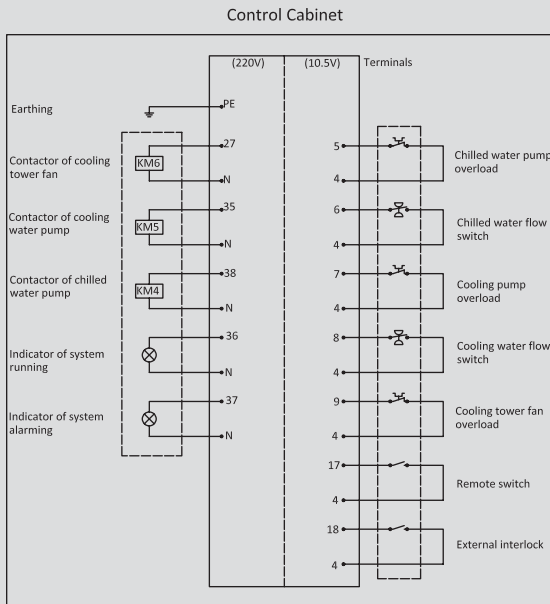 Control Cabinet
(220V)
(10.5V)
Terminals
Earthing
PE
Contactor of cooling
tower fan
KM6
27
N
Contactor of cooling
water pump
KM5
35
N
Contactor of chilled
water pump
KM4
38
N
Indicator of system
running
36
N
Indicator of system
alarming
37
N
5
4
Chilled water pump
overload
6
4
Chilled water flow
switch
7
4
Cooling pump
overload
8
4
Cooling water flow
switch
9
4
Cooling tower fan
overload
17
4
Remote switch
18
4
External interlock